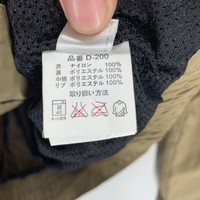 品番 D-200
表 ナイロン 100%
裏 ポリエステル 100%
中綿 ポリエステル 100%
リブ ポリエステル 100%
取り扱い方法